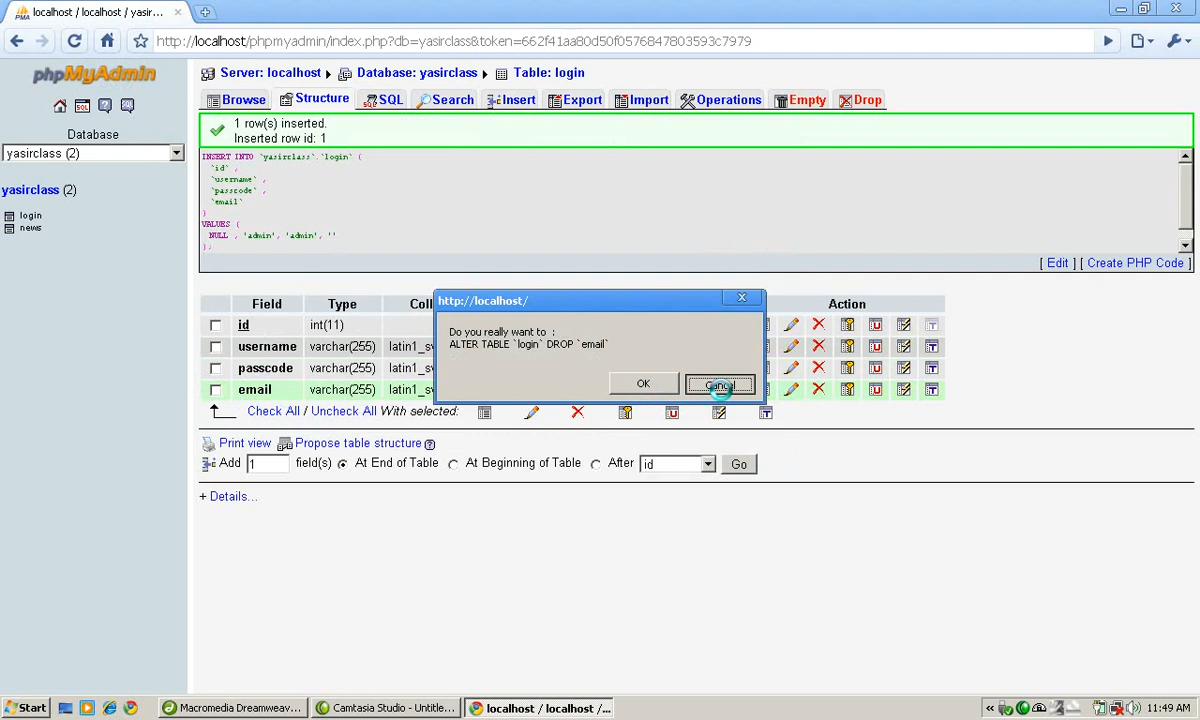 localhost / localhost / yasir...
http://localhost/phpmyadmin/index.php?db=yasirclass&token=662f41aa80d50f0576847803593c7979
phpMyAdmin
Database
yasirclass (2)
yasirclass (2)
login
news
Server: localhost Database: yasirclass Table: login
Browse Structure SQL Search Insert Export Import Operations Empty Drop
1 row(s) inserted.
Inserted row id: 1
INSERT INTO `yasirclass`.`login` (
`id` ,
`username` ,
`passcode` ,
`email`
)
VALUES (
NULL , 'admin', 'admin', ''
);
[ Edit ] [ Create PHP Code ]
Field Type Coll Action
id int(11)
username varchar(255) latin1_sv
passcode varchar(255) latin1_sv
email varchar(255) latin1_sv
http://localhost/
Do you really want to :
ALTER TABLE `login` DROP `email`
OK Cancel
Check All / Uncheck All With selected:
Print view Propose table structure
Add 1 field(s) At End of Table At Beginning of Table After id Go
+ Details...
Start Macromedia Dreamweav... Camtasia Studio - Untitle... localhost / localhost /... 11:49 AM